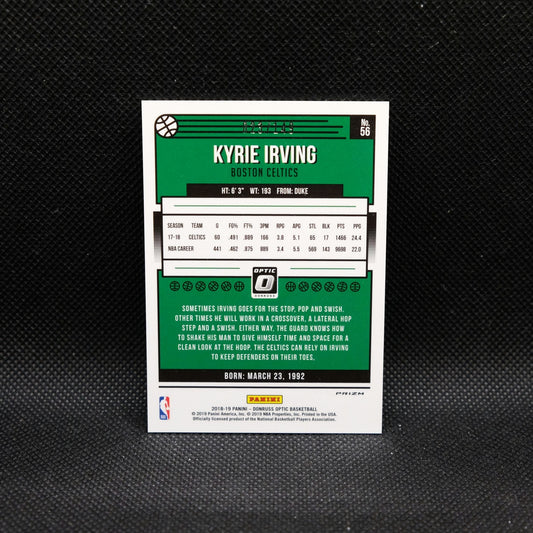 No.
56
KYRIE IRVING
BOSTON CELTICS
HT: 6' 3" WT: 193 FROM: DUKE
SEASON TEAM G FG% FT% 3PM RPG APG STL BLK PTS PPG
17-18 CELTICS 60 .491 .889 166 3.8 5.1 65 17 1466 24.4
NBA CAREER 441 .462 .875 889 3.4 5.5 569 143 9698 22.0
OPTIC
DONRUSS
SOMETIMES IRVING GOES FOR THE STOP, POP AND SWISH.
OTHER TIMES HE WILL WORK IN A CROSSOVER, A LATERAL HOP
STEP AND A SWISH. EITHER WAY, THE GUARD KNOWS HOW
TO SHAKE HIS MAN TO GIVE HIMSELF TIME AND SPACE FOR
A CLEAN LOOK AT THE HOOP. THE CELTICS CAN RELY ON IRVING
TO KEEP DEFENDERS ON THEIR TOES.
BORN: MARCH 23, 1992
PANINI
PRIZM
2018-19 PANINI - DONRUSS OPTIC BASKETBALL
© 2019 Panini America, Inc. © 2019 NBA Properties, Inc. Printed in the USA.
Officially licensed product of the National Basketball Players Association.